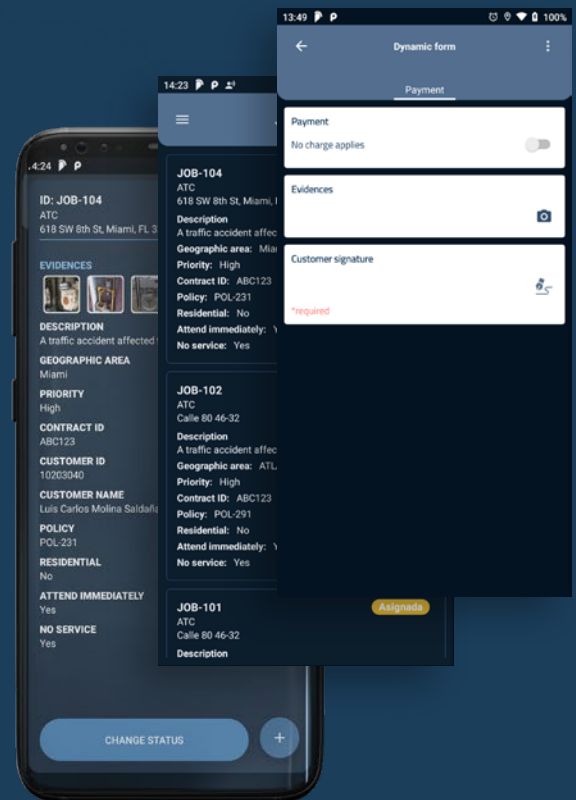 13:49
100%
Dynamic form
Payment
Payment
No charge applies
Evidences
Customer signature
*required
14:23
JOB-104
ATC
618 SW 8th St, Miami,
Description
A traffic accident affec
Geographic area: Mia
Priority: High
Contract ID: ABC123
Policy: POL-231
Residential: No
Attend immediately:
No service: Yes
JOB-102
ATC
Calle 80 46-32
Description
A traffic accident affec
Geographic area: ATL
Priority: High
Contract ID: ABC123
Policy: POL-291
Residential: No
Attend immediately:
No service: Yes
JOB-101
Asignada
ATC
Calle 80 46-32
Description
4:24
ID: JOB-104
ATC
618 SW 8th St, Miami, FL 3
EVIDENCES
DESCRIPTION
A traffic accident affected
GEOGRAPHIC AREA
Miami
PRIORITY
High
CONTRACT ID
ABC123
CUSTOMER ID
10203040
CUSTOMER NAME
Luis Carlos Molina Saldaña
POLICY
POL-231
RESIDENTIAL
No
ATTEND IMMEDIATELY
Yes
NO SERVICE
Yes
CHANGE STATUS